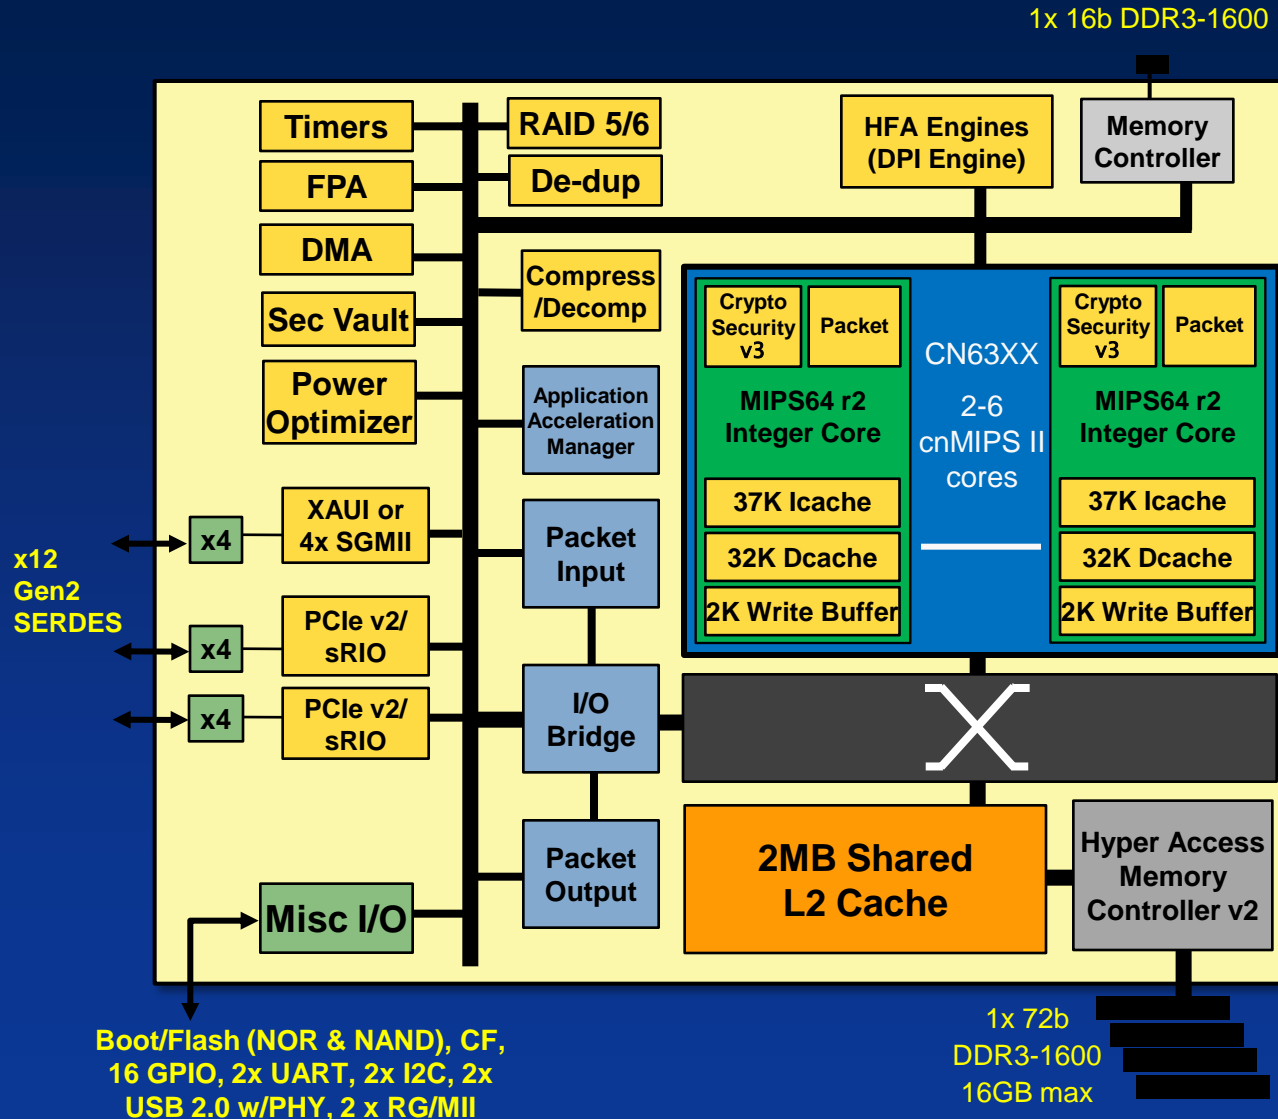 1x 16b DDR3-1600
Timers
RAID 5/6
HFA Engines
(DPI Engine)
Memory
Controller
FPA
De-dup
DMA
Compress
/Decomp
Sec Vault
Power
Optimizer
Application
Acceleration
Manager
Crypto
Security
v3
Packet
MIPS64 r2
Integer Core
37K Icache
32K Dcache
2K Write Buffer
CN63XX
2-6
cnMIPS II
cores
Crypto
Security
v3
Packet
MIPS64 r2
Integer Core
37K Icache
32K Dcache
2K Write Buffer
x12
Gen2
SERDES
x4
XAUI or
4x SGMII
Packet
Input
x4
PCIe v2/
sRIO
x4
PCIe v2/
sRIO
I/O
Bridge
Packet
Output
Misc I/O
2MB Shared
L2 Cache
Hyper Access
Memory
Controller v2
Boot/Flash (NOR & NAND), CF,
16 GPIO, 2x UART, 2x I2C, 2x
USB 2.0 w/PHY, 2 x RG/MII
1x 72b
DDR3-1600
16GB max